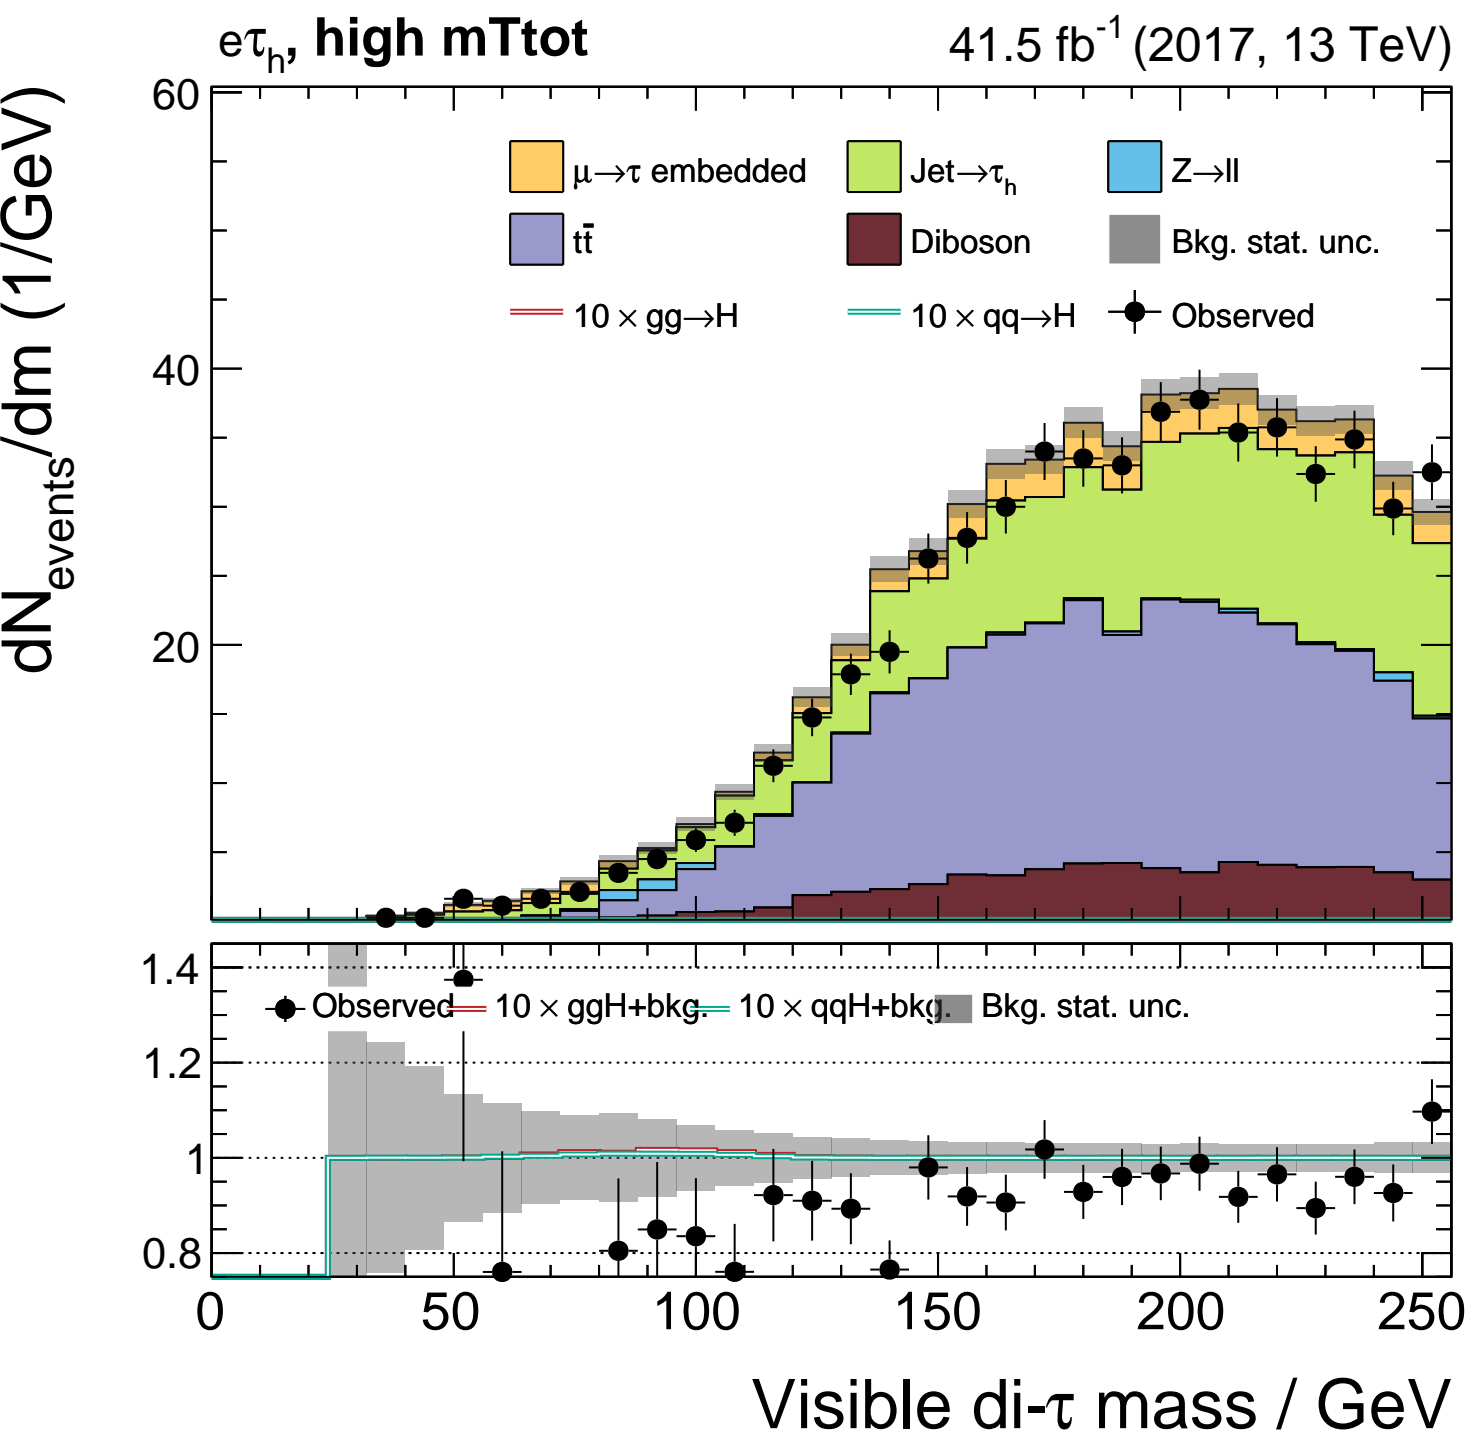 eτh, high mTtot
41.5 fb-1 (2017, 13 TeV)
dNevents/dm (1/GeV)
60
40
20
μ→τ embedded
Jet→τh
Z→ll
tt̄
Diboson
Bkg. stat. unc.
10 × gg→H
10 × qq→H
Observed
1.4
1.2
1
0.8
Observed
10 × ggH+bkg.
10 × qqH+bkg.
Bkg. stat. unc.
0 50 100 150 200 250
Visible di-τ mass / GeV